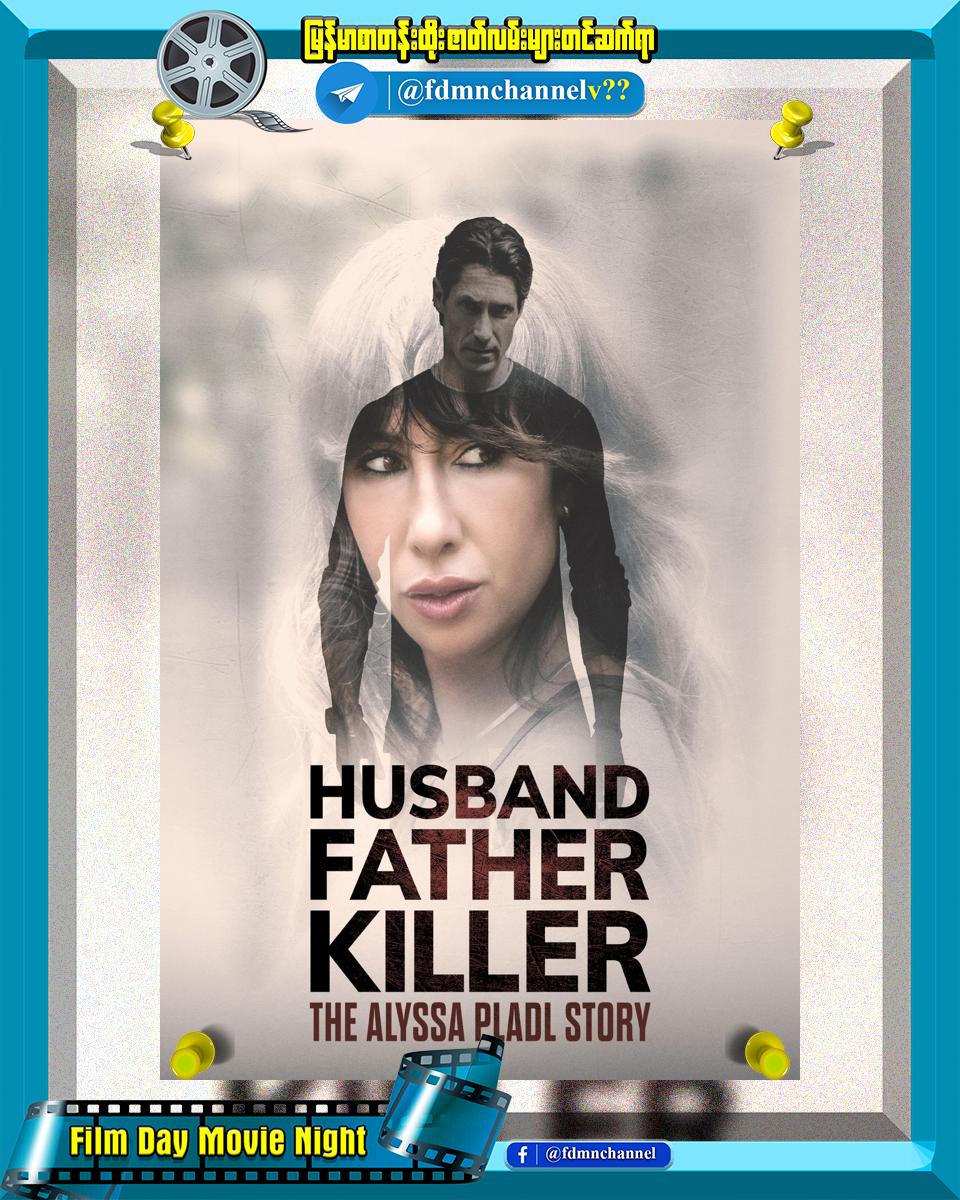 မြန်မာစာတန်းထိုးဇာတ်လမ်းများတင်ဆက်ရာ
@fdmnchannelv??
HUSBAND
FATHER
KILLER
THE ALYSSA PLADL STORY
Film Day Movie Night
f @fdmnchannel